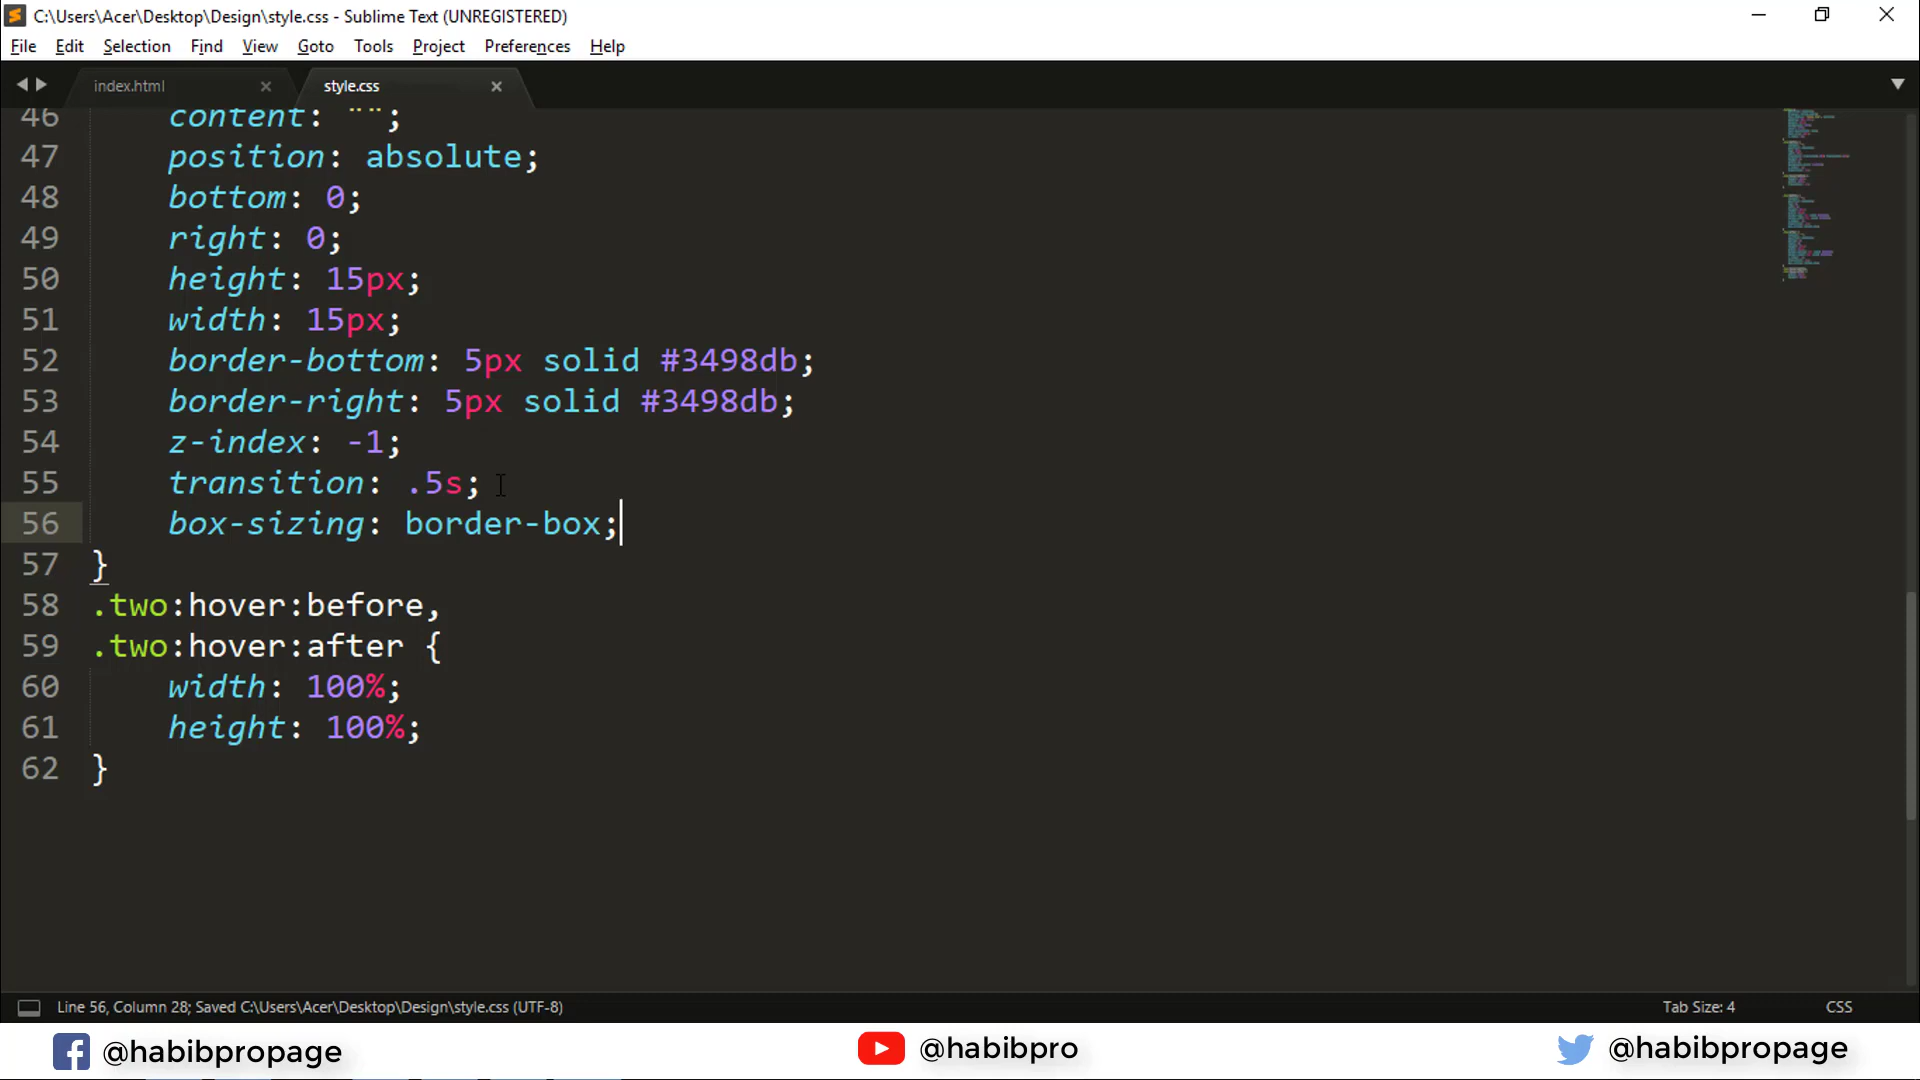 C:\Users\Acer\Desktop\Design\style.css - Sublime Text (UNREGISTERED)
File Edit Selection Find View Goto Tools Project Preferences Help
index.html style.css
46 content: "";
47 position: absolute;
48 bottom: 0;
49 right: 0;
50 height: 15px;
51 width: 15px;
52 border-bottom: 5px solid #3498db;
53 border-right: 5px solid #3498db;
54 z-index: -1;
55 transition: .5s;
56 box-sizing: border-box;
57 }
58 .two:hover:before,
59 .two:hover:after {
60 width: 100%;
61 height: 100%;
62 }
Line 56, Column 28; Saved C:\Users\Acer\Desktop\Design\style.css (UTF-8) Tab Size: 4 CSS
@habibpropage @habibpro @habibpropage